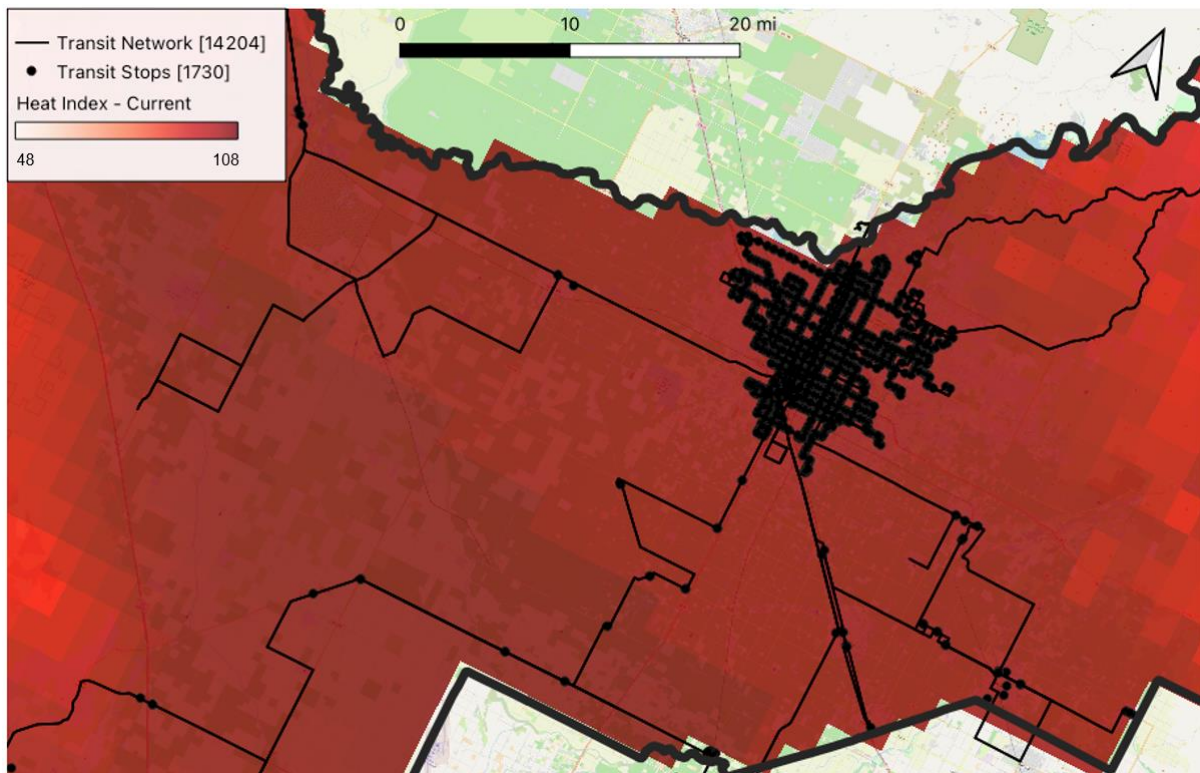 Transit Network [14204]
Transit Stops [1730]
Heat Index - Current
48 108
0 10 20 mi